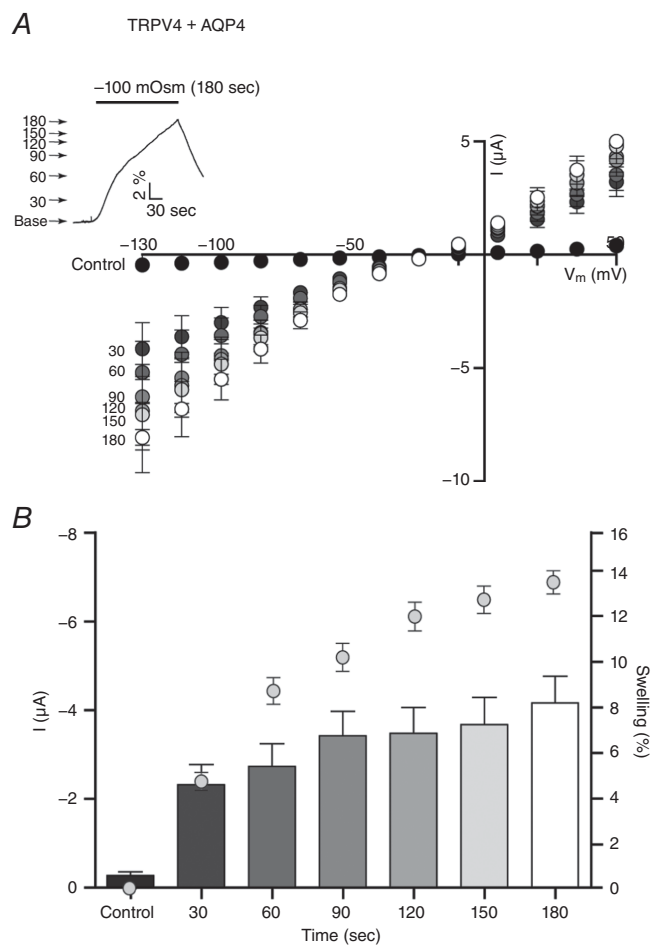 A
TRPV4 + AQP4
−100 mOsm (180 sec)
180
150
120
90
60
30
Base
2 %
30 sec
5
I (µA)
−130
−100
−50
50
Control
Vm (mV)
30
60
90
120
150
180
−5
−10
B
−8
−6
−4
−2
0
I (µA)
16
14
12
10
8
6
4
2
0
Swelling (%)
Control 30 60 90 120 150 180
Time (sec)